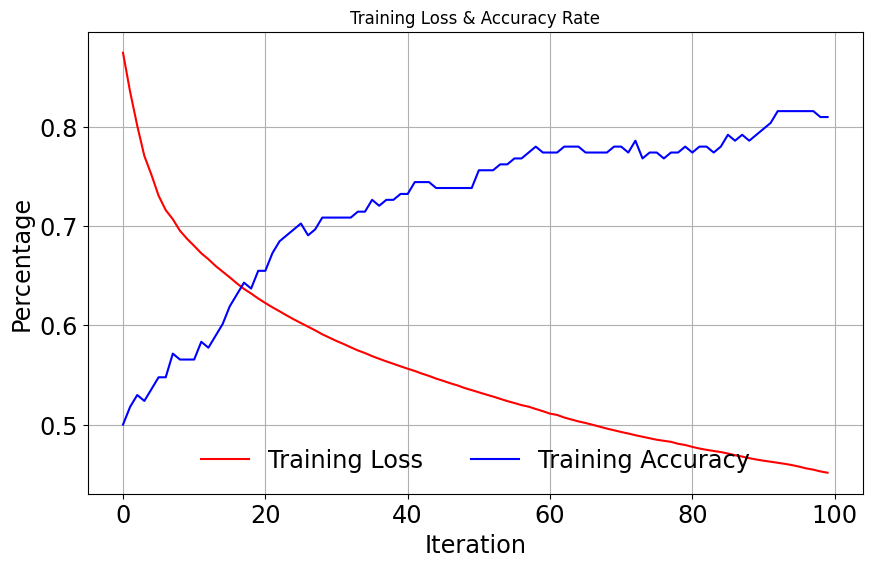 Training Loss & Accuracy Rate
Percentage
0.8
0.7
0.6
0.5
Training Loss Training Accuracy
0 20 40 60 80 100
Iteration